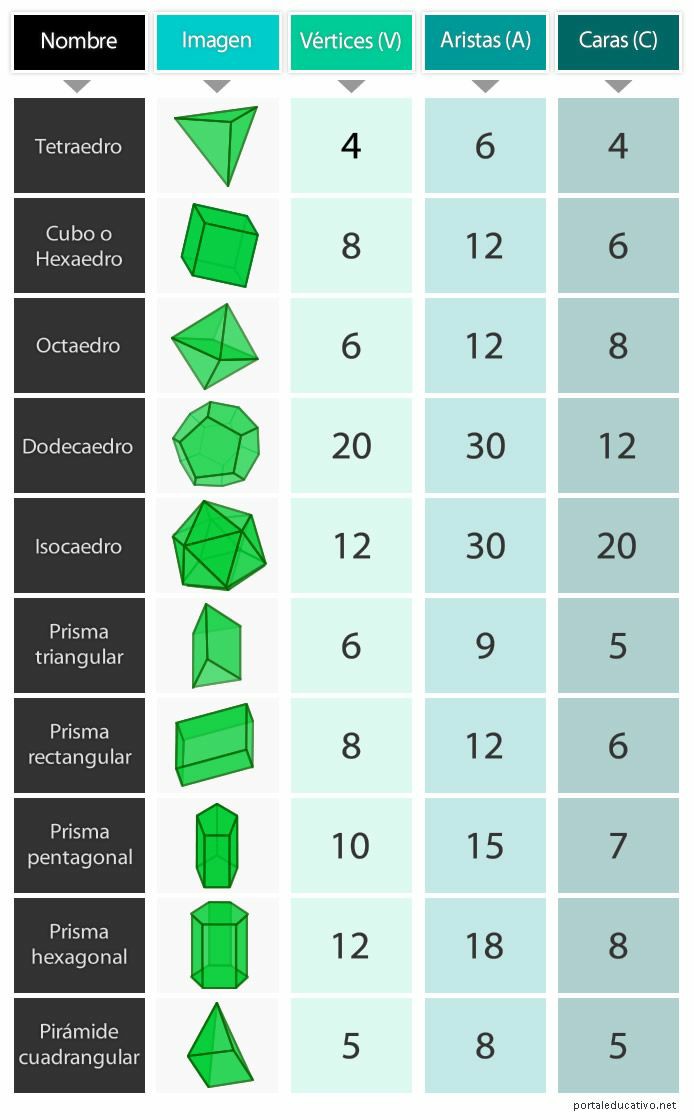 Nombre Imagen Vértices (V) Aristas (A) Caras (C)
Tetraedro 4 6 4
Cubo o
Hexaedro 8 12 6
Octaedro 6 12 8
Dodecaedro 20 30 12
Isocaedro 12 30 20
Prisma
triangular 6 9 5
Prisma
rectangular 8 12 6
Prisma
pentagonal 10 15 7
Prisma
hexagonal 12 18 8
Pirámide
cuadrangular 5 8 5
portaleducativo.net